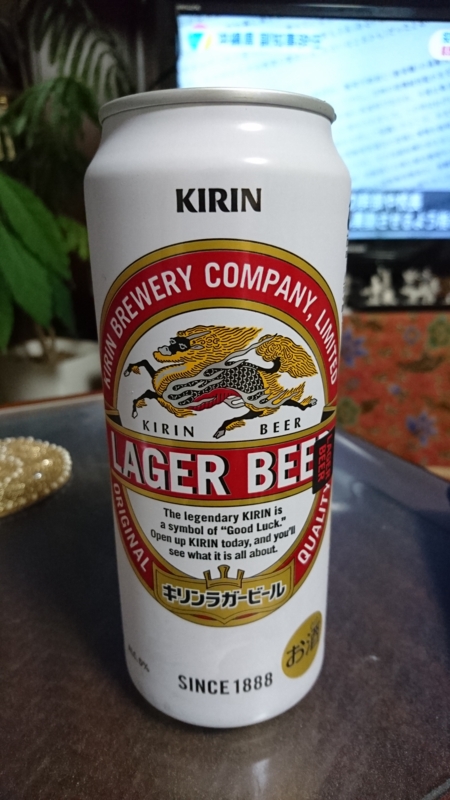 KIRIN
KIRIN BREWERY COMPANY, LIMITED
KIRIN BEER
LAGER BEE
ORIGINAL QUALITY
The legendary KIRIN is
a symbol of "Good Luck."
Open up KIRIN today, and you'll
see what it is all about.
キリンラガービール
お酒
SINCE 1888